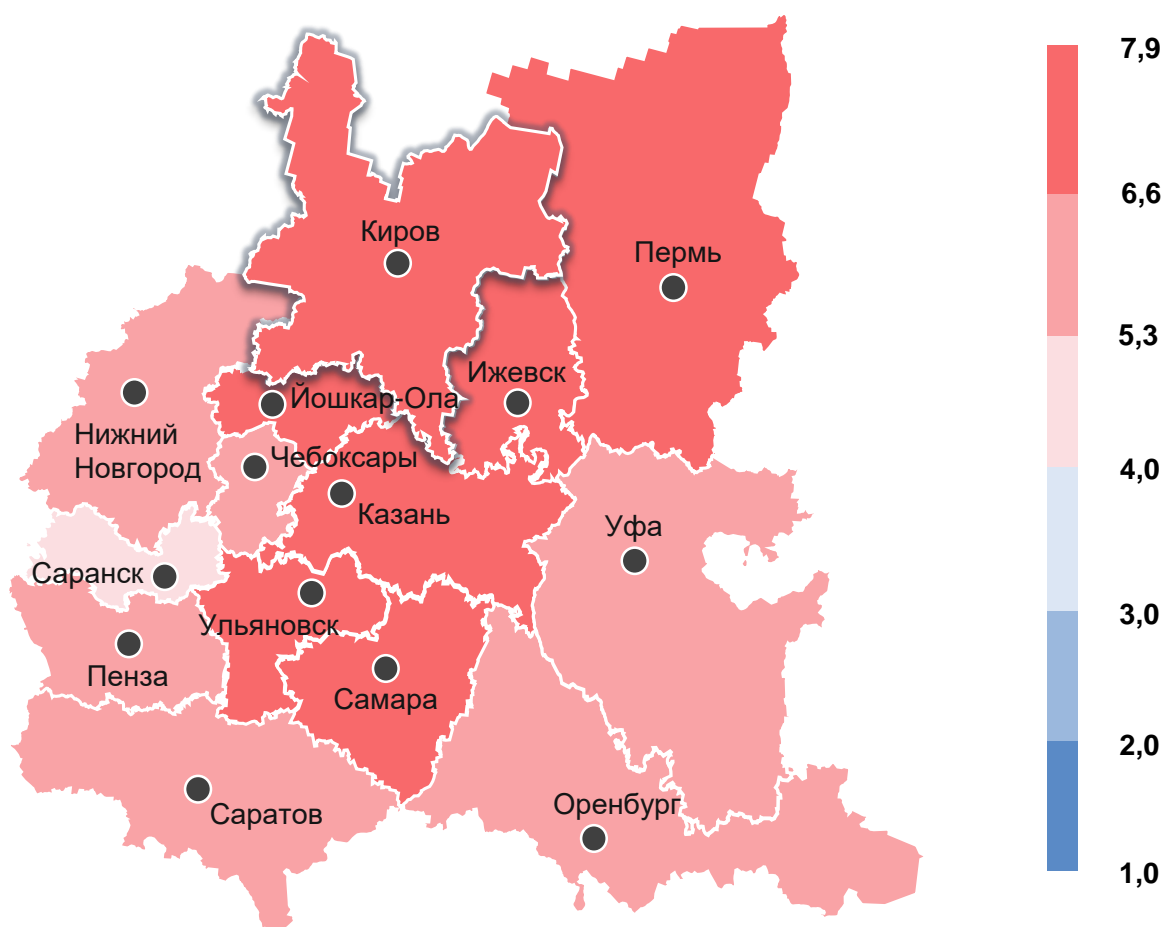 7,9
6,6
Киров
Пермь
5,3
Ижевск
Йошкар-Ола
Нижний
Новгород
Чебоксары
4,0
Казань
Уфа
Саранск
3,0
Ульяновск
Пенза
Самара
2,0
Оренбург
Саратов
1,0